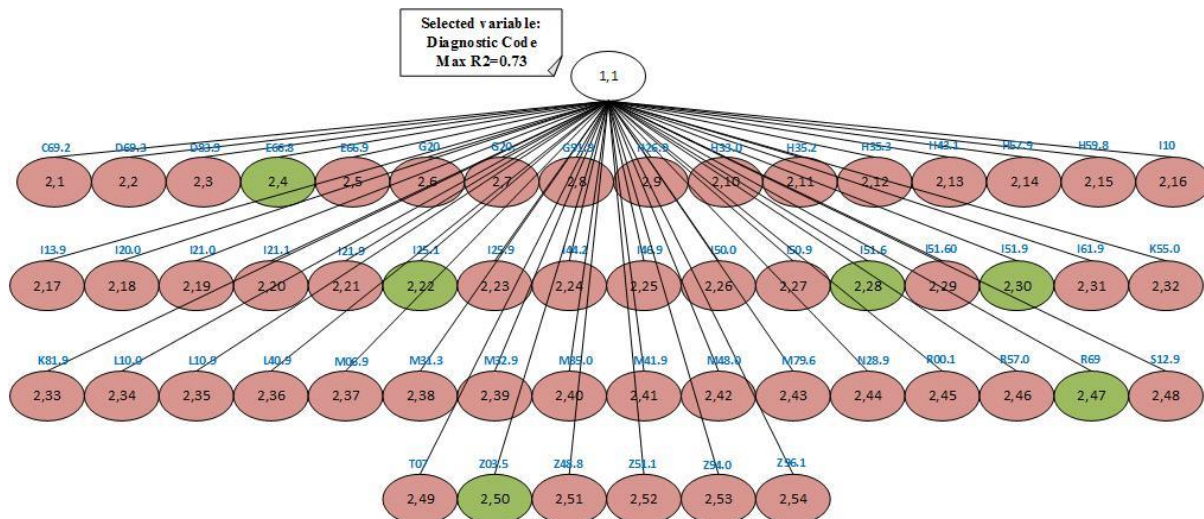 Selected variable:
Diagnostic Code
Max R2=0.73
1,1
C69.2 D69.3 D83.9 E66.8 E66.9 G20 G20. G91.9 H26.9 H33.0 H35.2 H35.3 H43.1 H57.9 H59.8 I10
2,1 2,2 2,3 2,4 2,5 2,6 2,7 2,8 2,9 2,10 2,11 2,12 2,13 2,14 2,15 2,16
I13.9 I20.0 I21.0 I21.1 I21.9 I25.1 I25.9 I44.2 I46.9 I50.0 I50.9 I51.6 I51.60 I51.9 I61.9 K55.0
2,17 2,18 2,19 2,20 2,21 2,22 2,23 2,24 2,25 2,26 2,27 2,28 2,29 2,30 2,31 2,32
K81.9 L10.0 L10.9 L40.9 M31.3 M32.9 M41.9 M48.0 M79.6 N28.9 R00.1 R57.0 R69 S12.9
2,33 2,34 2,35 2,36 2,37 2,38 2,39 2,40 2,41 2,42 2,43 2,44 2,45 2,46 2,47 2,48
T07 Z03.5 Z48.8 Z51.1 Z94.0 Z96.1
2,49 2,50 2,51 2,52 2,53 2,54